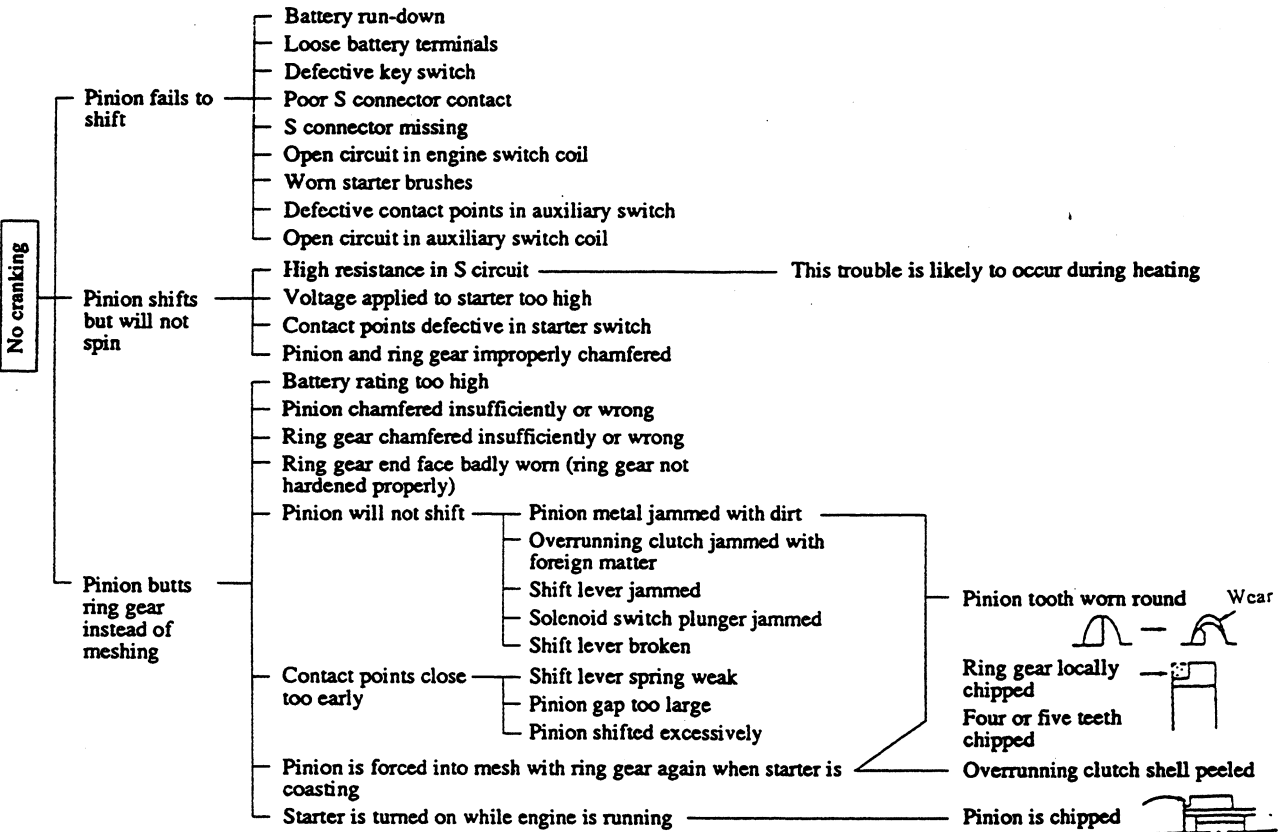 No cranking
Pinion fails to
shift
Battery run-down
Loose battery terminals
Defective key switch
Poor S connector contact
S connector missing
Open circuit in engine switch coil
Worn starter brushes
Defective contact points in auxiliary switch
Open circuit in auxiliary switch coil
Pinion shifts
but will not
spin
High resistance in S circuit
This trouble is likely to occur during heating
Voltage applied to starter too high
Contact points defective in starter switch
Pinion and ring gear improperly chamfered
Pinion butts
ring gear
instead of
meshing
Battery rating too high
Pinion chamfered insufficiently or wrong
Ring gear chamfered insufficiently or wrong
Ring gear end face badly worn (ring gear not
hardened properly)
Pinion will not shift
Pinion metal jammed with dirt
Overrunning clutch jammed with
foreign matter
Shift lever jammed
Solenoid switch plunger jammed
Shift lever broken
Contact points close
too early
Shift lever spring weak
Pinion gap too large
Pinion shifted excessively
Pinion is forced into mesh with ring gear again when starter is
coasting
Starter is turned on while engine is running
Pinion tooth worn round
Wear
Ring gear locally
chipped
Four or five teeth
chipped
Overrunning clutch shell peeled
Pinion is chipped